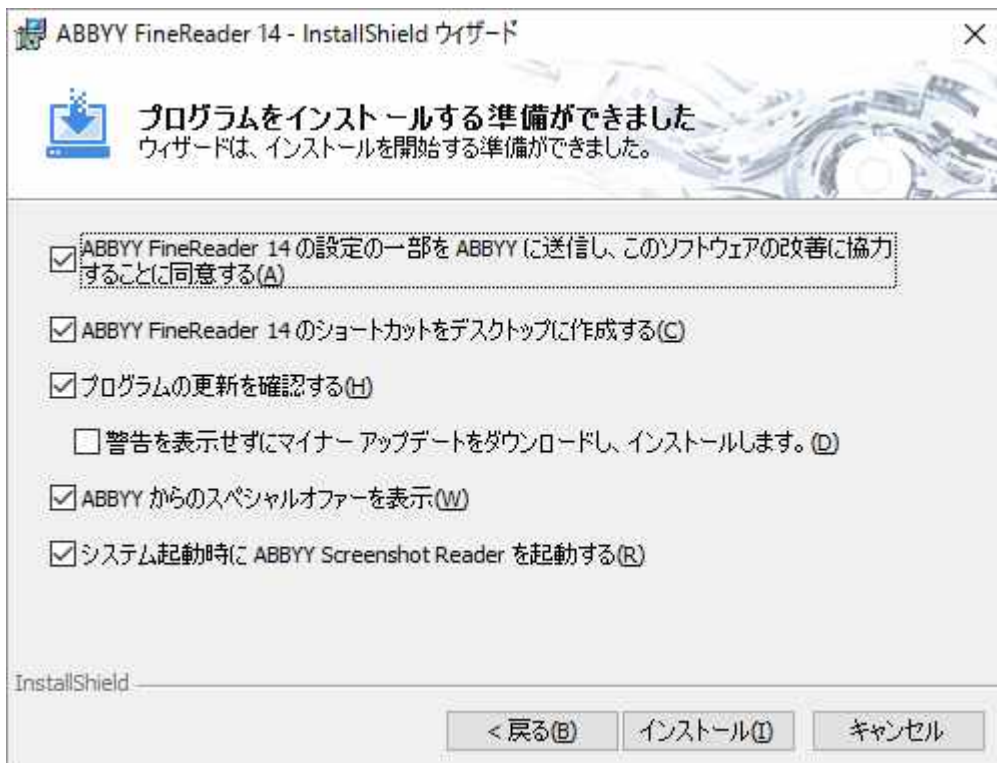 ABBYY FineReader 14 - InstallShield ウィザード
プログラムをインストールする準備ができました
ウィザードは、インストールを開始する準備ができました。
ABBYY FineReader 14 の設定の一部を ABBYY に送信し、このソフトウェアの改善に協力
することに同意する(A)
ABBYY FineReader 14 のショートカットをデスクトップに作成する(C)
プログラムの更新を確認する(H)
警告を表示せずにマイナー アップデートをダウンロードし、インストールします。(D)
ABBYY からのスペシャルオファーを表示(W)
システム起動時に ABBYY Screenshot Reader を起動する(R)
InstallShield
< 戻る(B) インストール(I) キャンセル